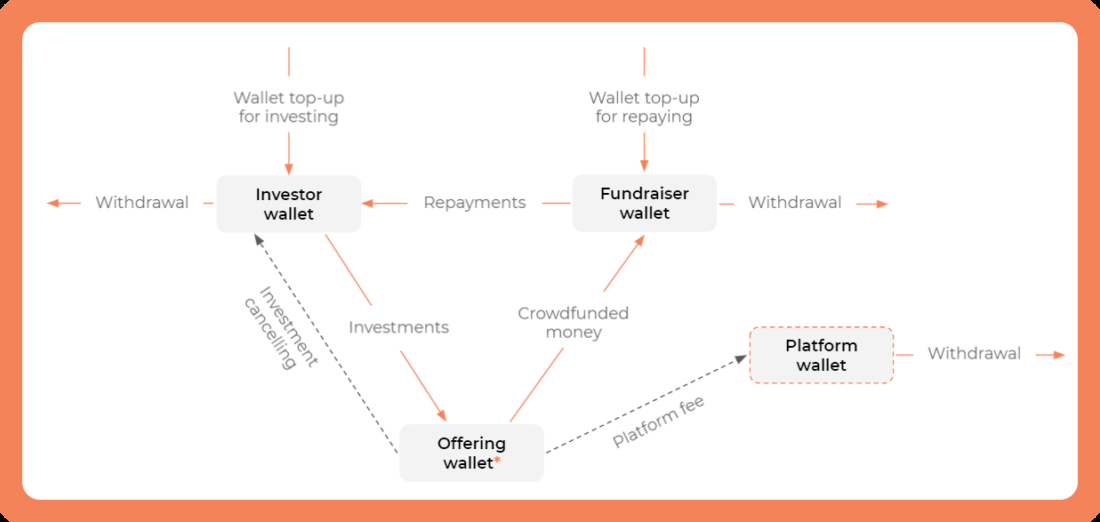 Wallet top-up
for investing
Wallet top-up
for repaying
Withdrawal
Investor
wallet
Repayments
Fundraiser
wallet
Withdrawal
Investment
cancelling
Investments
Crowdfunded
money
Platform
wallet
Withdrawal
Platform fee
Offering
wallet*